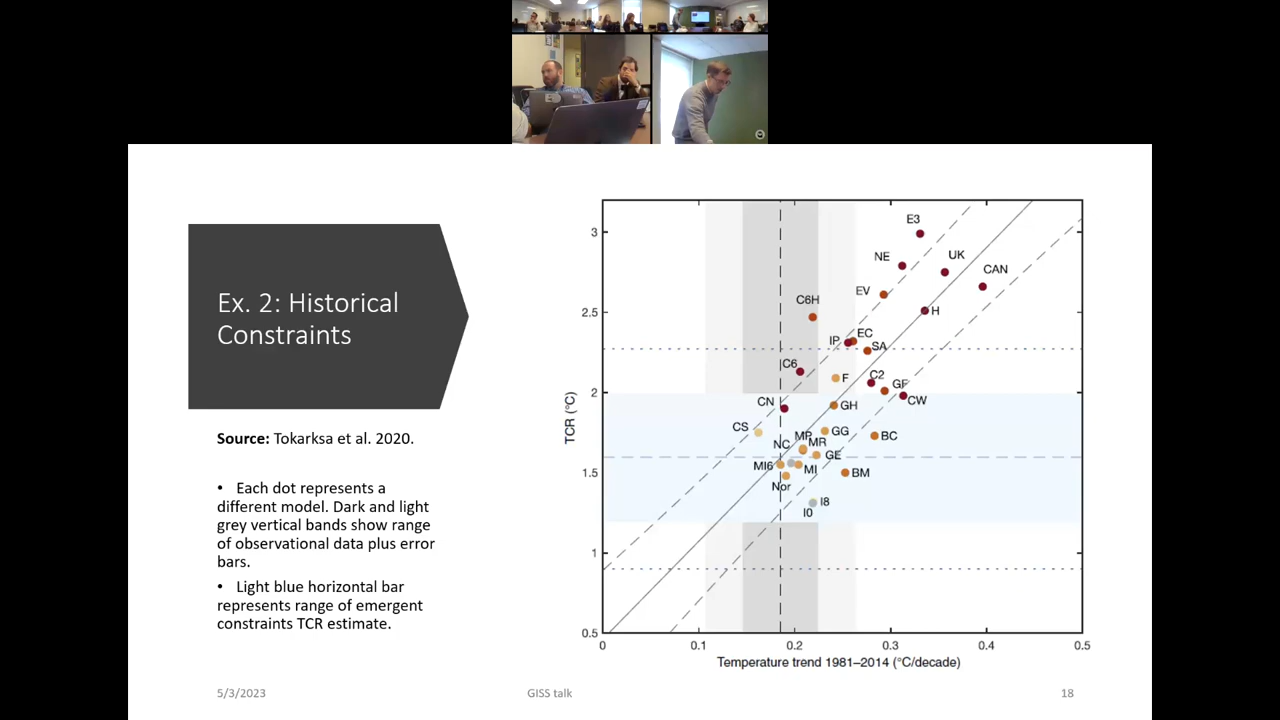 Ex. 2: Historical
Constraints
Source: Tokarksa et al. 2020.
• Each dot represents a
different model. Dark and light
grey vertical bands show range
of observational data plus error
bars.
• Light blue horizontal bar
represents range of emergent
constraints TCR estimate.
TCR (°C)
3
2.5
2
1.5
1
0.5
E3
NE
UK
CAN
EV
C6H
H
IP
EC
SA
C6
F
C2
GF
CW
CN
GH
CS
MP
GG
BC
NC
MR
GE
MI6
MI
BM
Nor
I8
I0
0
0.1
0.2
0.3
0.4
0.5
Temperature trend 1981–2014 (°C/decade)
5/3/2023
GISS talk
18